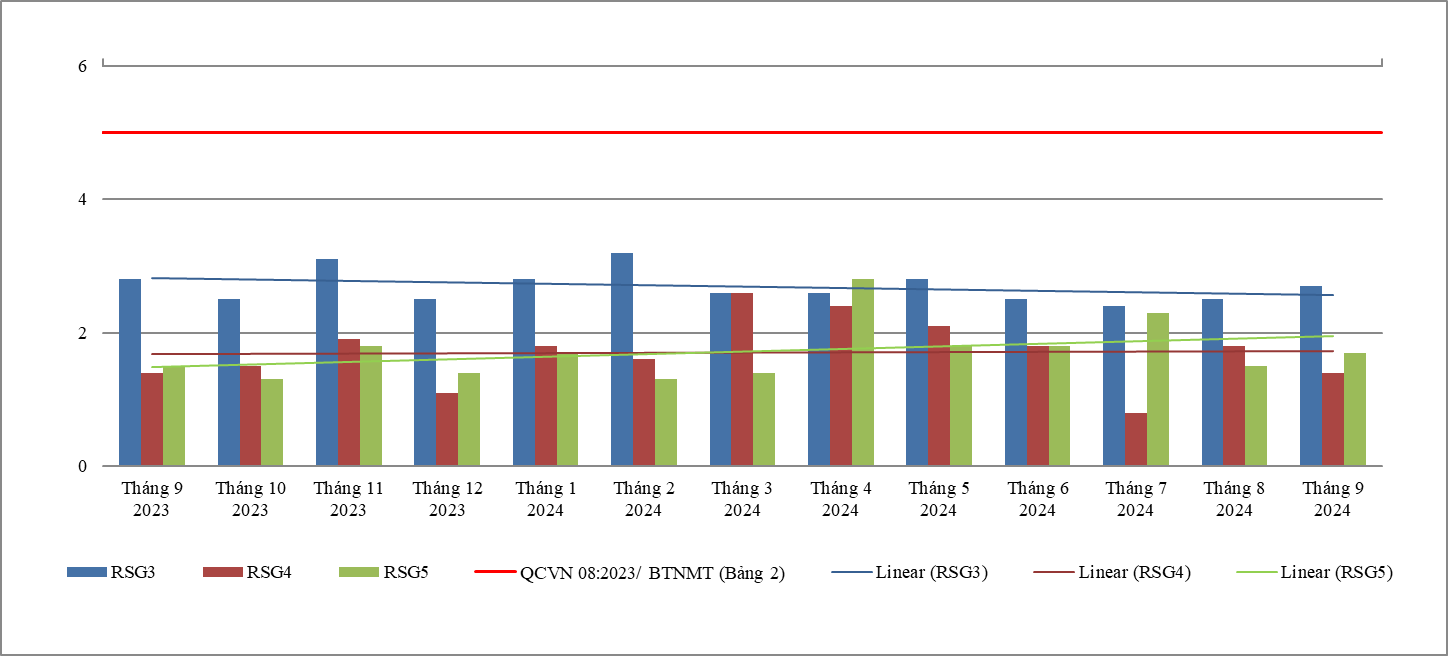 6
4
2
0
Tháng 9
2023
Tháng 10
2023
Tháng 11
2023
Tháng 12
2023
Tháng 1
2024
Tháng 2
2024
Tháng 3
2024
Tháng 4
2024
Tháng 5
2024
Tháng 6
2024
Tháng 7
2024
Tháng 8
2024
Tháng 9
2024
RSG3 RSG4 RSG5 QCVN 08:2023/ BTNMT (Bảng 2) Linear (RSG3) Linear (RSG4) Linear (RSG5)